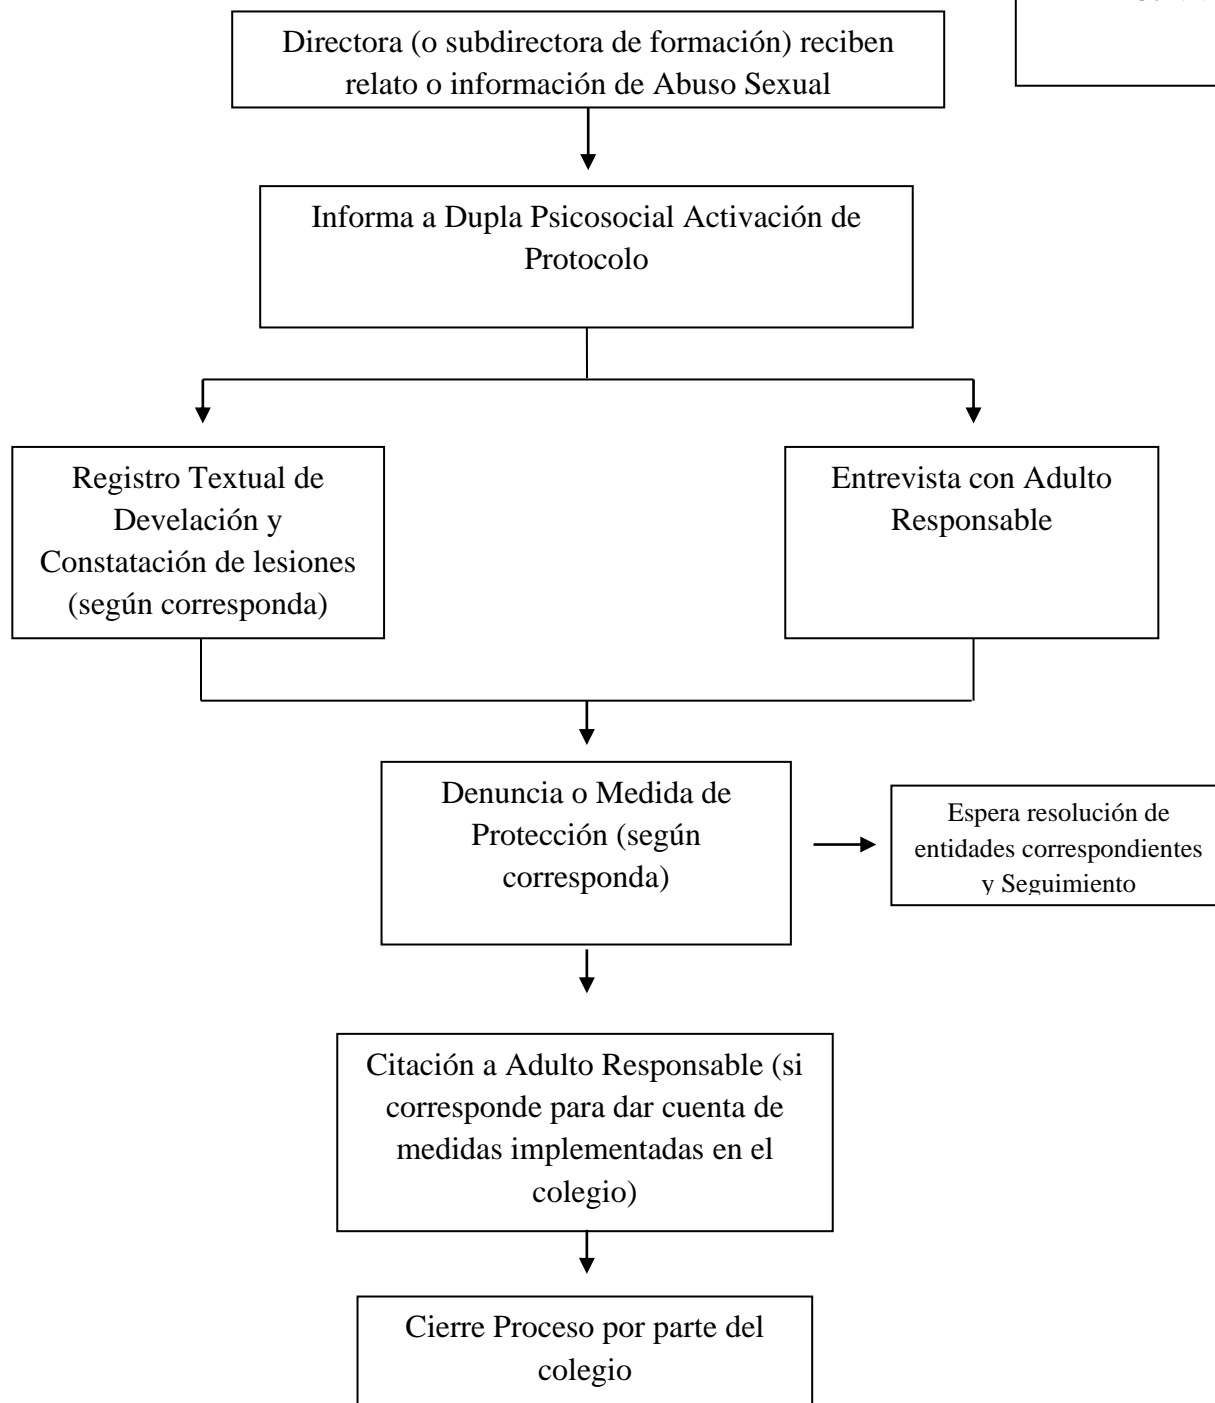 Directora (o subdirectora de formación) reciben
relato o información de Abuso Sexual
Informa a Dupla Psicosocial Activación de
Protocolo
Registro Textual de
Develación y
Constatación de lesiones
(según corresponda)
Entrevista con Adulto
Responsable
Denuncia o Medida de
Protección (según
corresponda)
Espera resolución de
entidades correspondientes
y Seguimiento
Citación a Adulto Responsable (si
corresponde para dar cuenta de
medidas implementadas en el
colegio)
Cierre Proceso por parte del
colegio